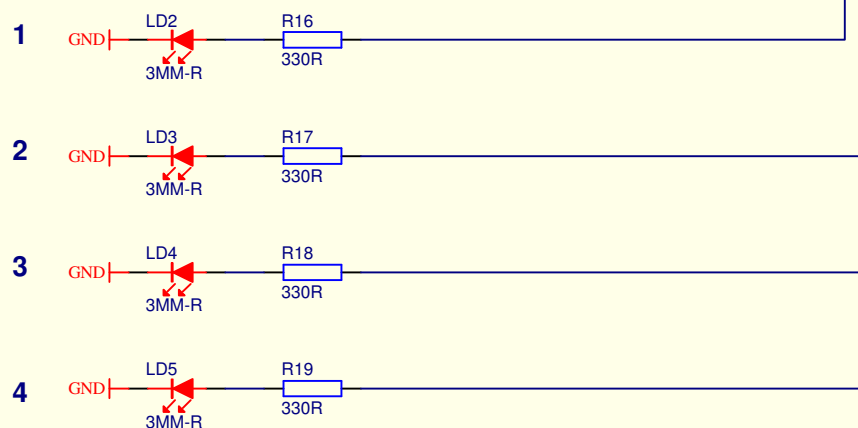 1
GND
LD2
3MM-R
R16
330R
2
GND
LD3
3MM-R
R17
330R
3
GND
LD4
3MM-R
R18
330R
4
GND
LD5
3MM-R
R19
330R